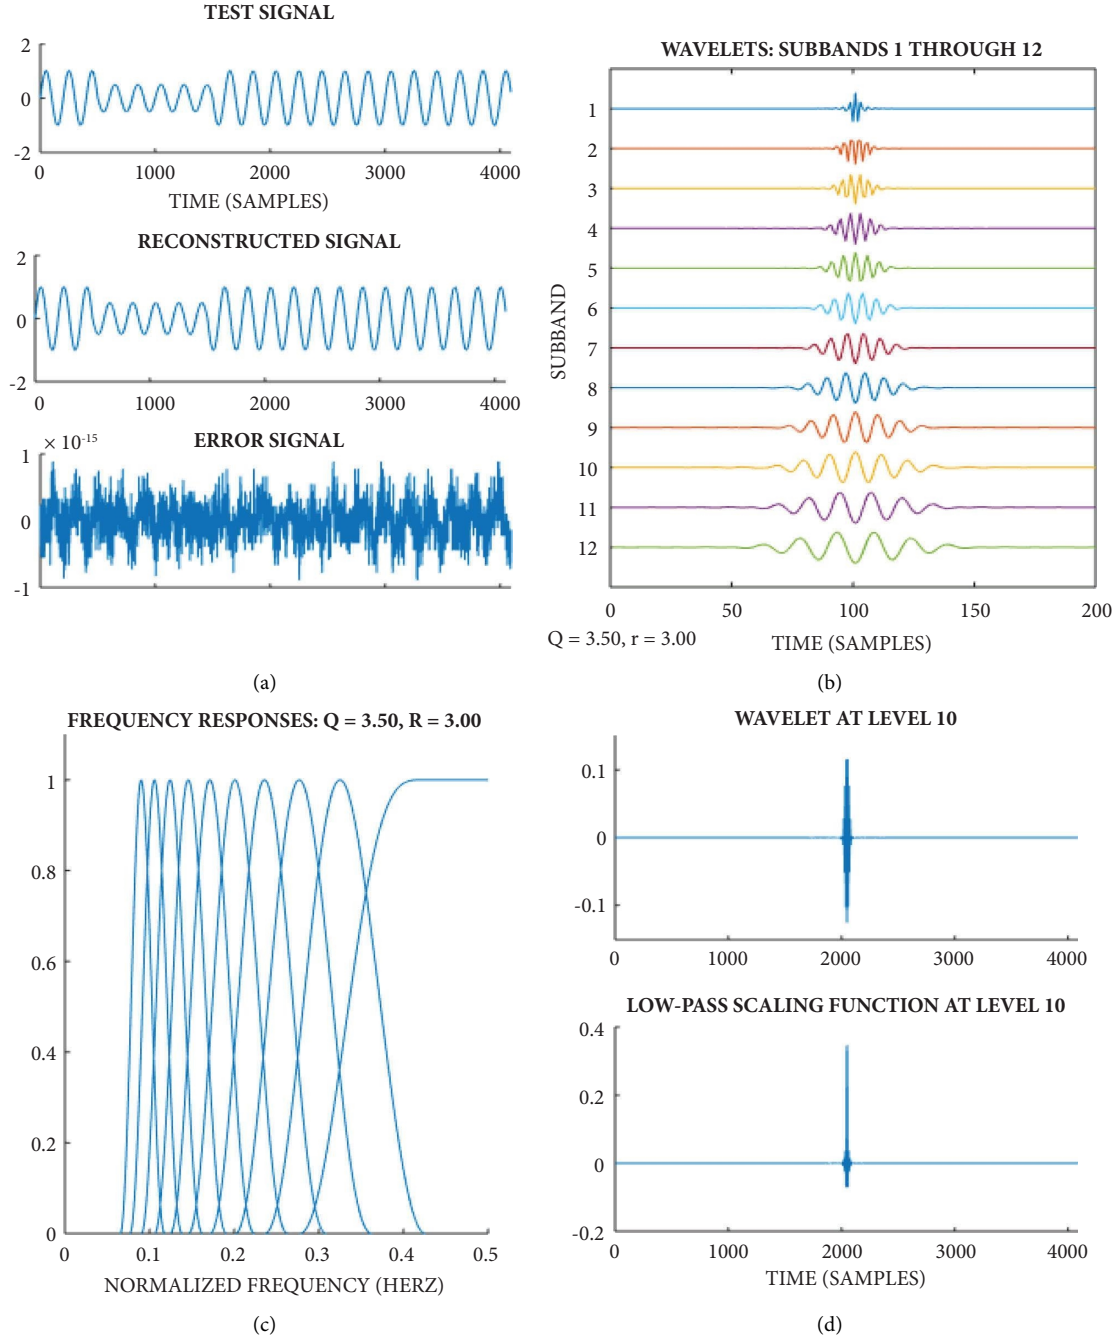 TEST SIGNAL
2
0
-2
0 1000 2000 3000 4000
TIME (SAMPLES)
RECONSTRUCTED SIGNAL
2
0
-2
0 1000 2000 3000 4000
× 10-15
ERROR SIGNAL
1
0
-1
0 1000 2000 3000 4000
(a)
WAVELETS: SUBBANDS 1 THROUGH 12
SUBBAND
1
2
3
4
5
6
7
8
9
10
11
12
0 50 100 150 200
Q = 3.50, r = 3.00 TIME (SAMPLES)
(b)
FREQUENCY RESPONSES: Q = 3.50, R = 3.00
1
0.8
0.6
0.4
0.2
0
0 0.1 0.2 0.3 0.4 0.5
NORMALIZED FREQUENCY (HERZ)
(c)
WAVELET AT LEVEL 10
0.1
0
-0.1
0 1000 2000 3000 4000
LOW-PASS SCALING FUNCTION AT LEVEL 10
0.4
0.2
0
-0.2
0 1000 2000 3000 4000
TIME (SAMPLES)
(d)